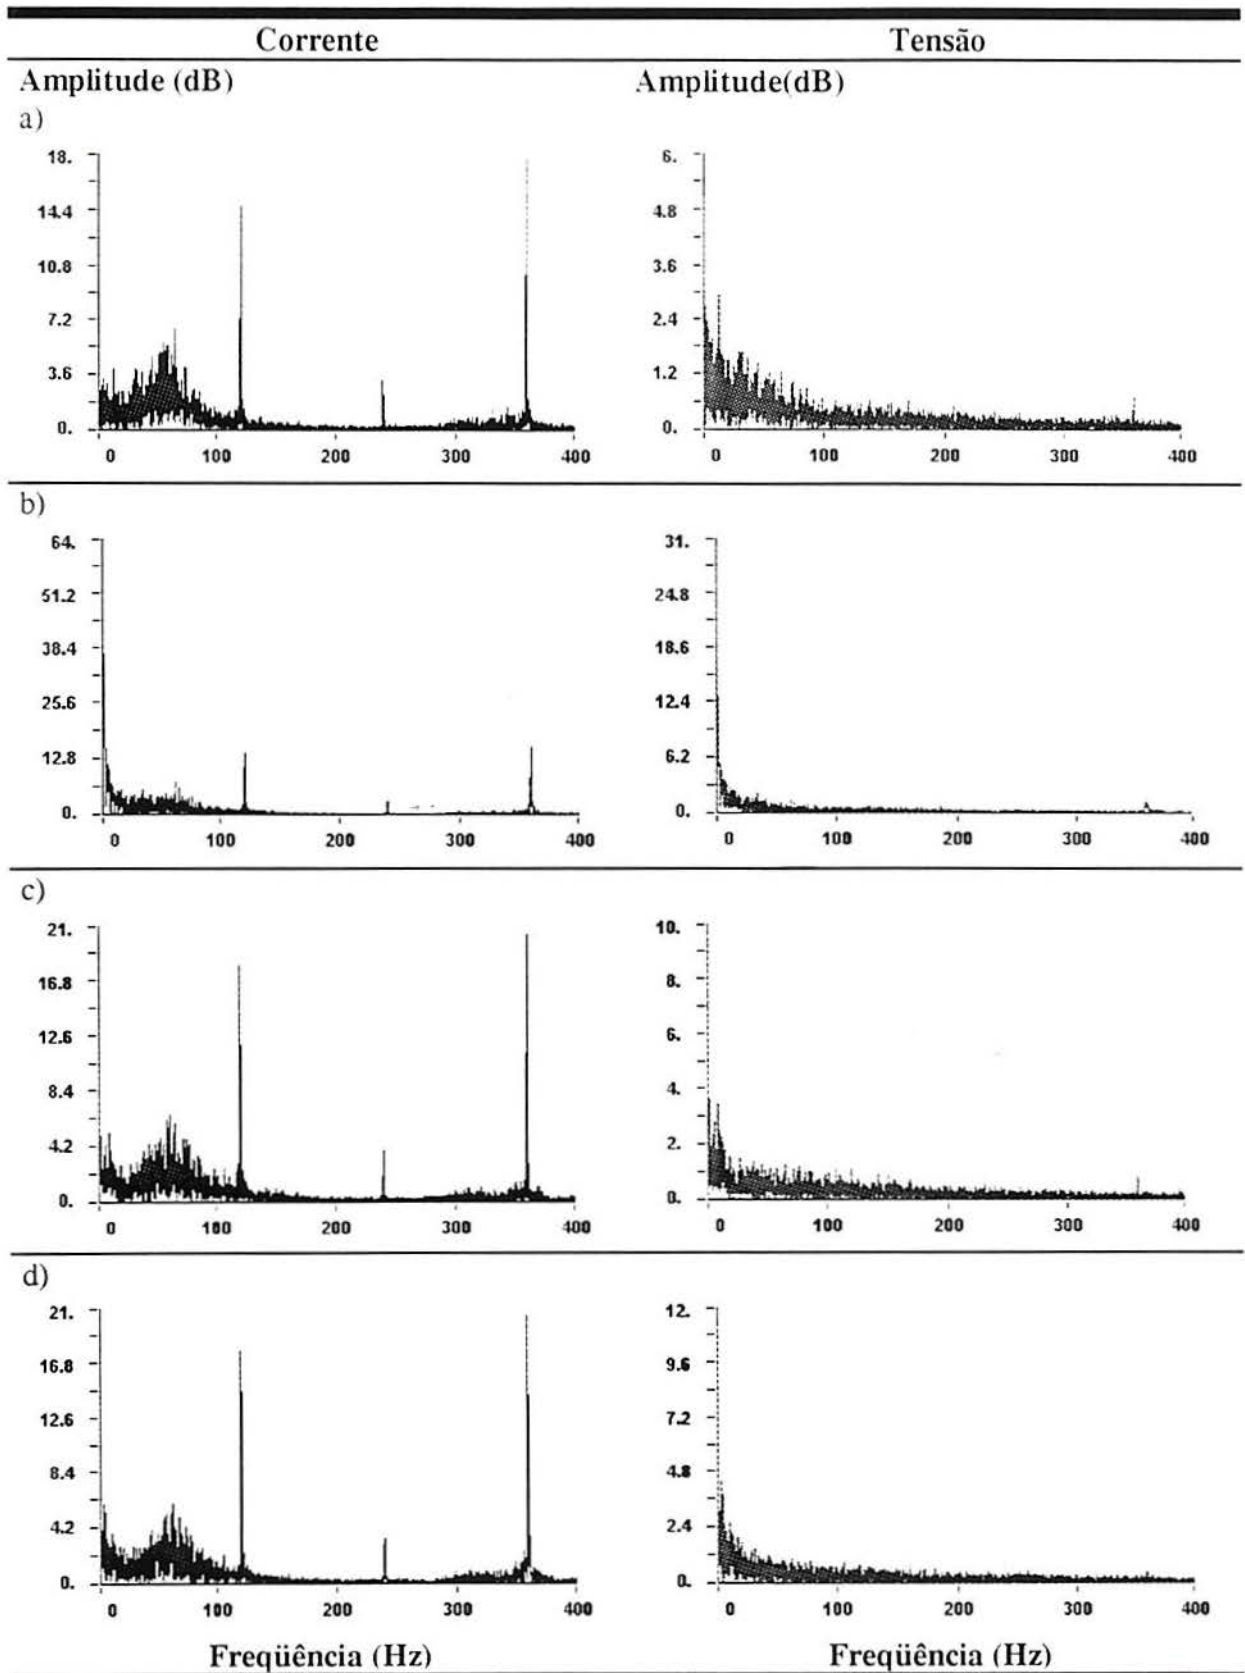 Corrente Tensão
Amplitude (dB) Amplitude(dB)
a)
18. 6.
14.4 4.8
10.8 3.6
7.2 2.4
3.6 1.2
0. 0.
0 100 200 300 400 0 100 200 300 400
b)
64. 31.
51.2 24.8
38.4 18.6
25.6 12.4
12.8 6.2
0. 0.
0 100 200 300 400 0 100 200 300 400
c)
21. 10.
16.8 8.
12.6 6.
8.4 4.
4.2 2.
0. 0.
0 100 200 300 400 0 100 200 300 400
d)
21. 12.
16.8 9.6
12.6 7.2
8.4 4.8
4.2 2.4
0. 0.
0 100 200 300 400 0 100 200 300 400
Freqüência (Hz) Freqüência (Hz)